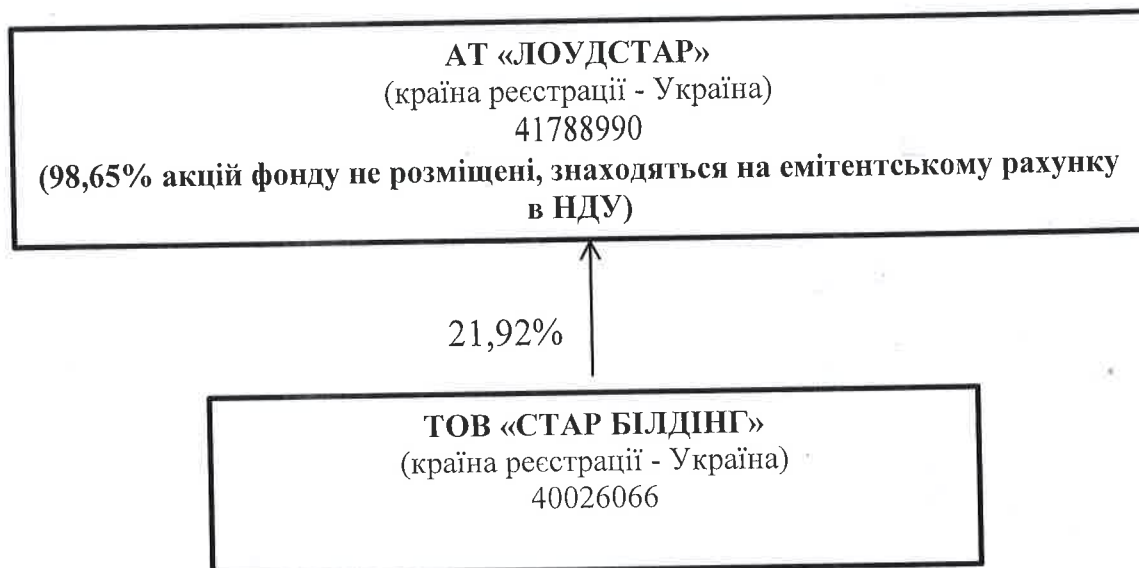 АТ «ЛОУДСТАР»
(країна реєстрації - Україна)
41788990
(98,65% акцій фонду не розміщені, знаходяться на емітентському рахунку
в НДУ)
21,92%
ТОВ «СТАР БІЛДІНГ»
(країна реєстрації - Україна)
40026066